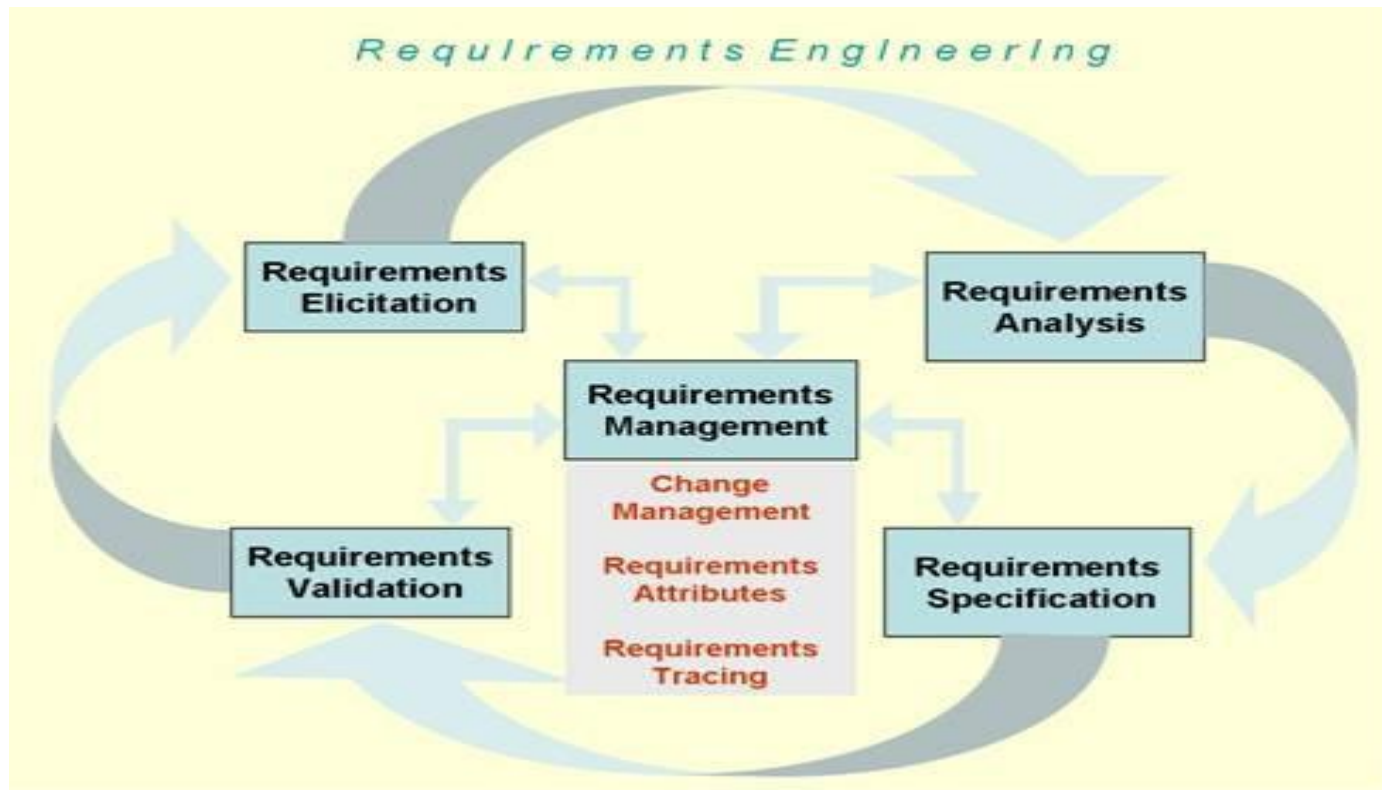 Requirements Engineering
Requirements
Elicitation
Requirements
Analysis
Requirements
Management
Change
Management
Requirements
Attributes
Requirements
Tracing
Requirements
Validation
Requirements
Specification